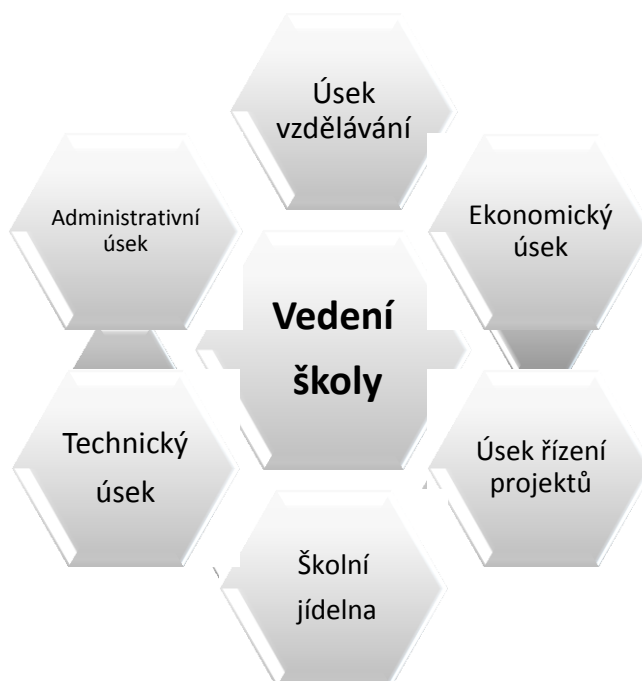 Úsek
vzdělávání
Administrativní
úsek
Ekonomický
úsek
Vedení
školy
Technický
úsek
Úsek řízení
projektů
Školní
jídelna